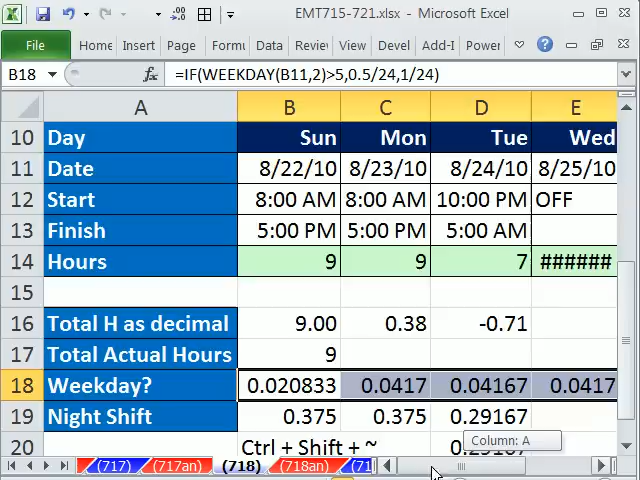 EMT715-721.xlsx - Microsoft Excel
File Home Insert Page Formu Data Review View Devel Add-I Power
B18 fx =IF(WEEKDAY(B11,2)>5,0.5/24,1/24)
A B C D E
10 Day Sun Mon Tue Wed
11 Date 8/22/10 8/23/10 8/24/10 8/25/10
12 Start 8:00 AM 8:00 AM 10:00 PM OFF
13 Finish 5:00 PM 5:00 PM 5:00 AM
14 Hours 9 9 7 ######
15
16 Total H as decimal 9.00 0.38 -0.71
17 Total Actual Hours 9
18 Weekday? 0.020833 0.0417 0.04167 0.0417
19 Night Shift 0.375 0.375 0.29167
Column: A
20 Ctrl + Shift + ~
(717) (717an) (718) (718an) (71